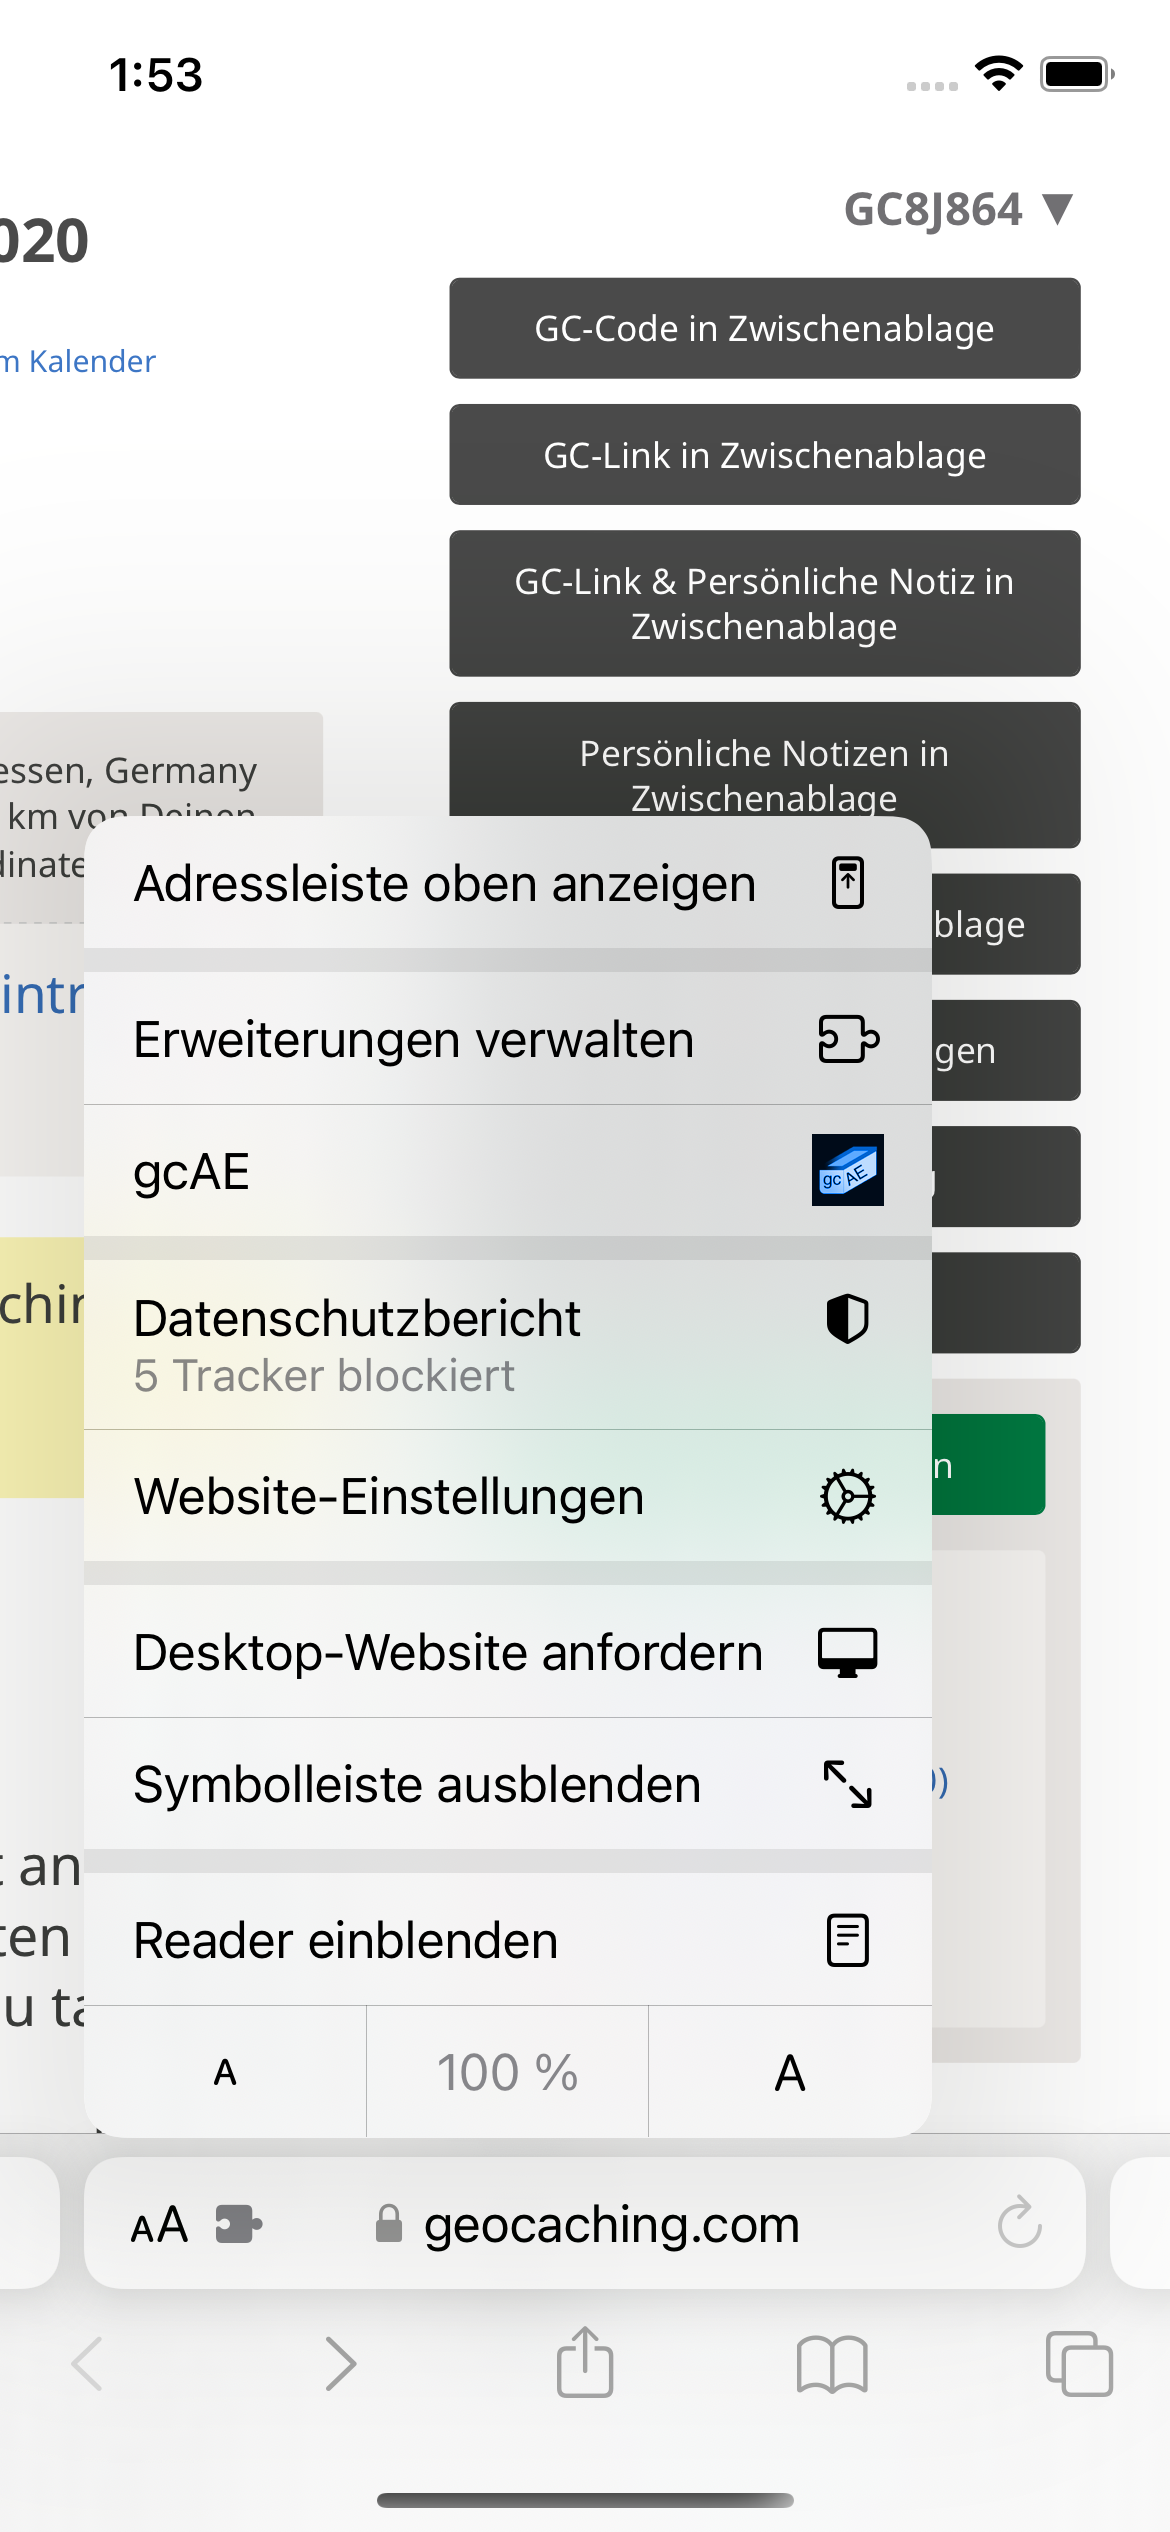 1:53
GC8J864 ▼
020
GC-Code in Zwischenablage
m Kalender
GC-Link in Zwischenablage
GC-Link & Persönliche Notiz in
Zwischenablage
Persönliche Notizen in
Zwischenablage
essen, Germany
km von Deinen
dinate
blage
intr
gen
chir
n
t an
ten
u ta
Adressleiste oben anzeigen
Erweiterungen verwalten
gcAE
gc AE
Datenschutzbericht
5 Tracker blockiert
Website-Einstellungen
Desktop-Website anfordern
Symbolleiste ausblenden
Reader einblenden
A 100 % A
AA geocaching.com